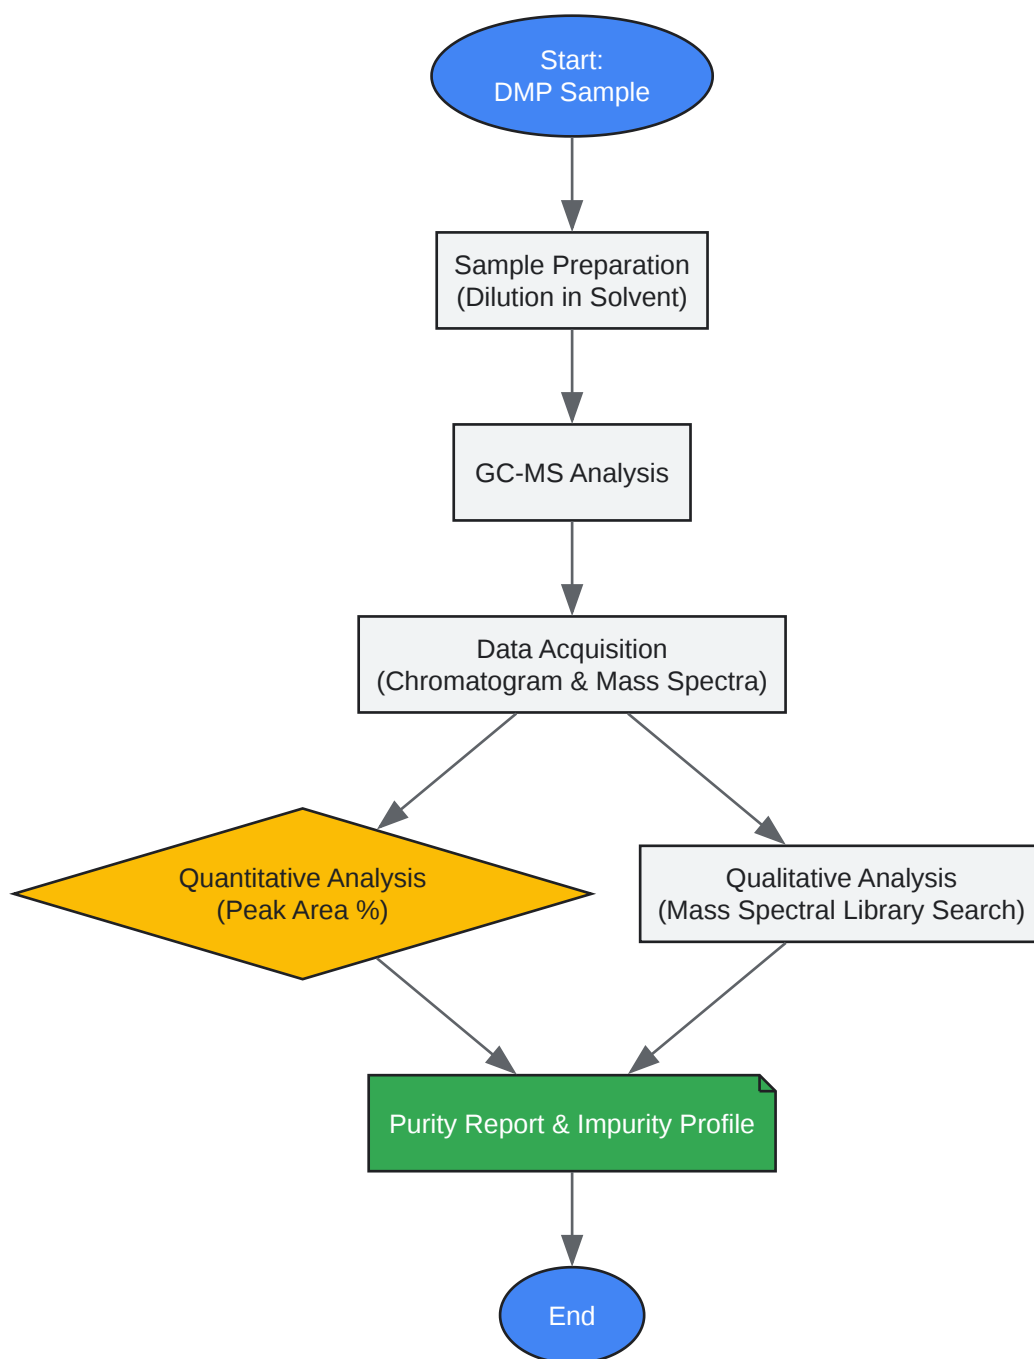 Start:
DMP Sample
Sample Preparation
(Dilution in Solvent)
GC-MS Analysis
Data Acquisition
(Chromatogram & Mass Spectra)
Quantitative Analysis
(Peak Area %)
Qualitative Analysis
(Mass Spectral Library Search)
Purity Report & Impurity Profile
End